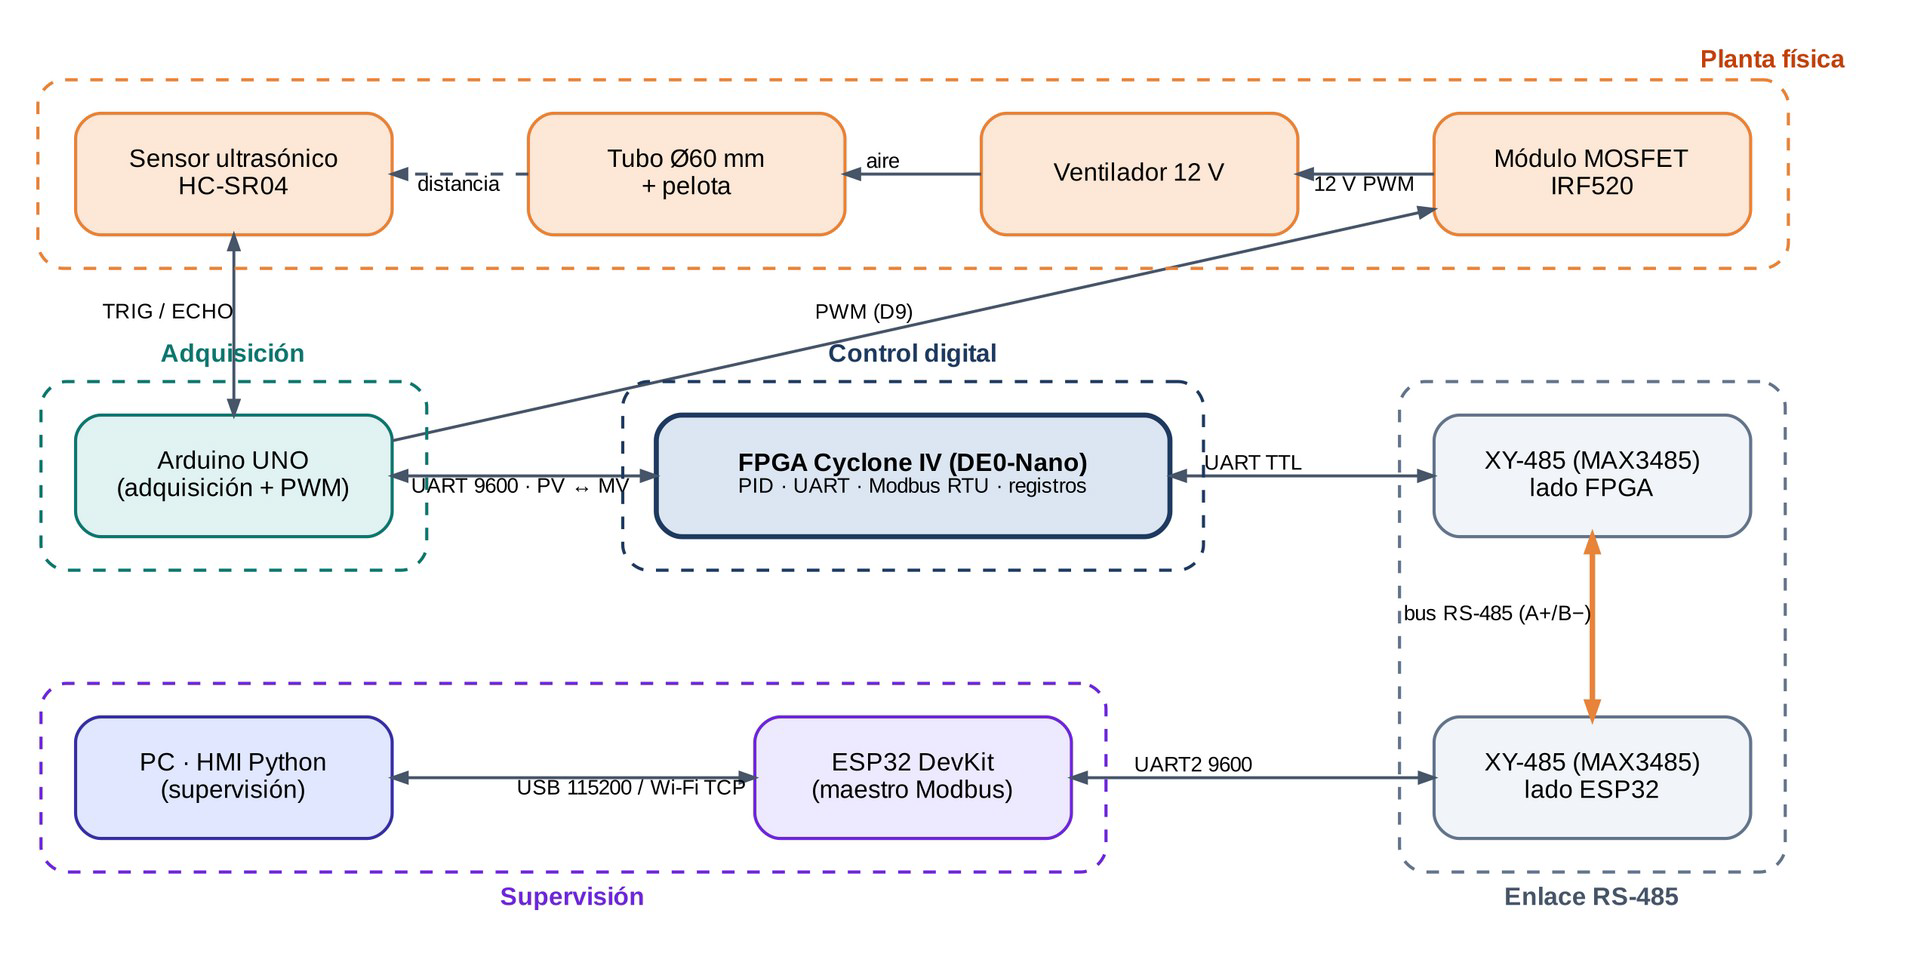 Planta física
Sensor ultrasónico
HC-SR04
distancia
Tubo Ø60 mm
+ pelota
aire
Ventilador 12 V
12 V PWM
Módulo MOSFET
IRF520
TRIG / ECHO
PWM (D9)
Adquisición
Control digital
Arduino UNO
(adquisición + PWM)
UART 9600 · PV ↔ MV
FPGA Cyclone IV (DE0-Nano)
PID · UART · Modbus RTU · registros
UART TTL
XY-485 (MAX3485)
lado FPGA
bus RS-485 (A+/B−)
PC · HMI Python
(supervisión)
USB 115200 / Wi-Fi TCP
ESP32 DevKit
(maestro Modbus)
UART2 9600
XY-485 (MAX3485)
lado ESP32
Supervisión
Enlace RS-485